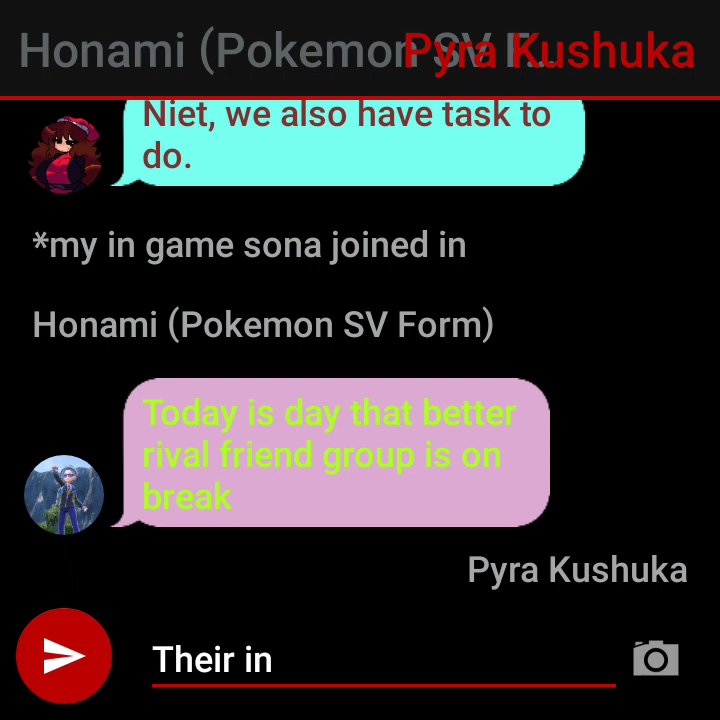 Honami (Pokemon SV F...
Pyra Kushuka
Niet, we also have task to
do.
*my in game sona joined in
Honami (Pokemon SV Form)
Today is day that better
rival friend group is on
break
Pyra Kushuka
Their in